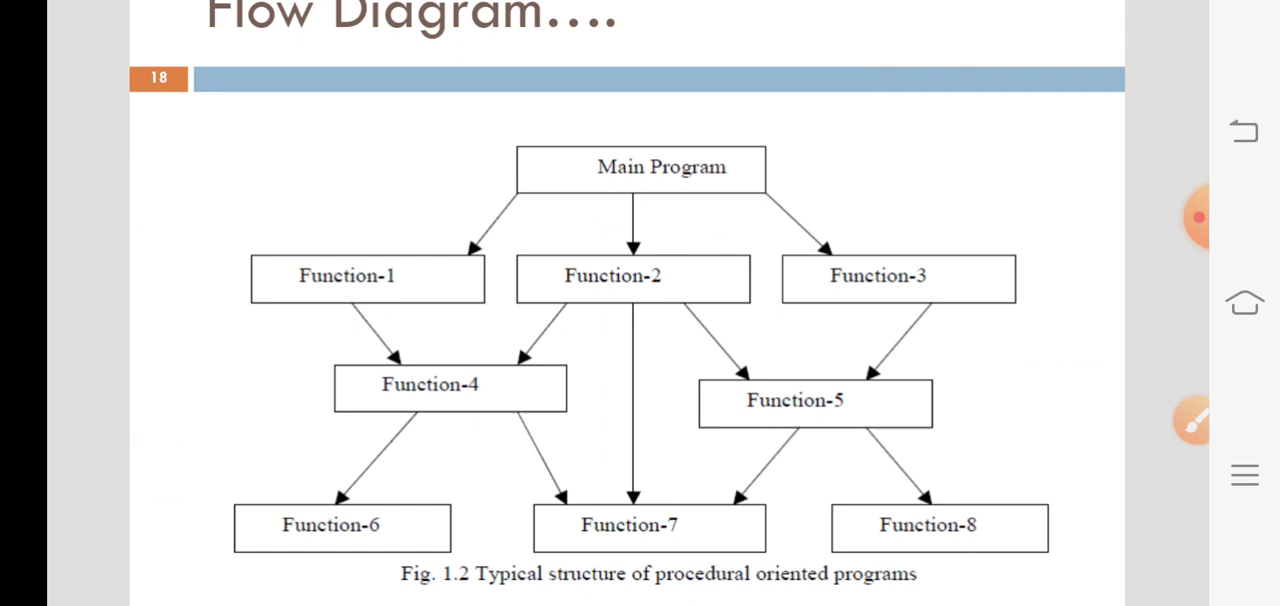 Flow Diagram....
18
Main Program
Function-1
Function-2
Function-3
Function-4
Function-5
Function-6
Function-7
Function-8
Fig. 1.2 Typical structure of procedural oriented programs